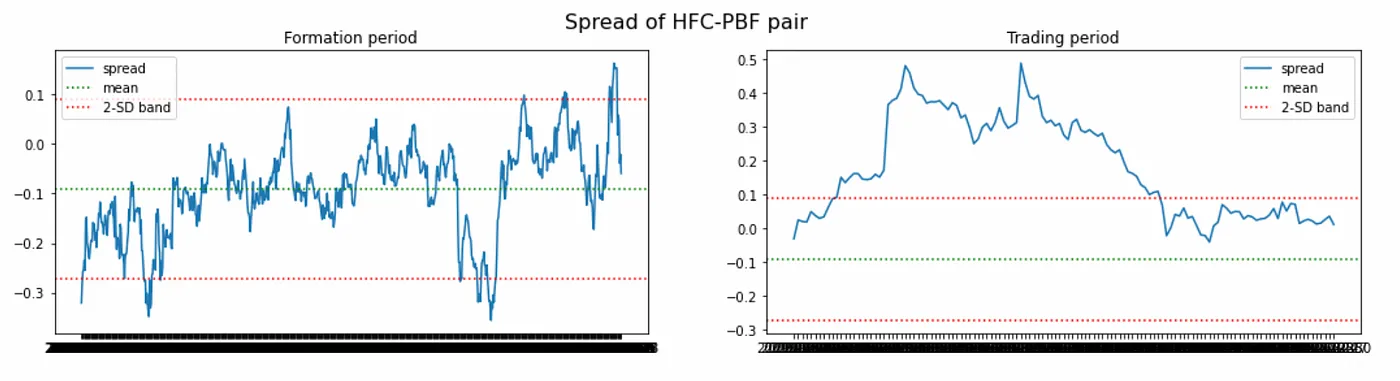 Spread of HFC-PBF pair
Formation period
spread
mean
2-SD band
0.1
0.0
−0.1
−0.2
−0.3
Trading period
spread
mean
2-SD band
0.5
0.4
0.3
0.2
0.1
0.0
−0.1
−0.2
−0.3